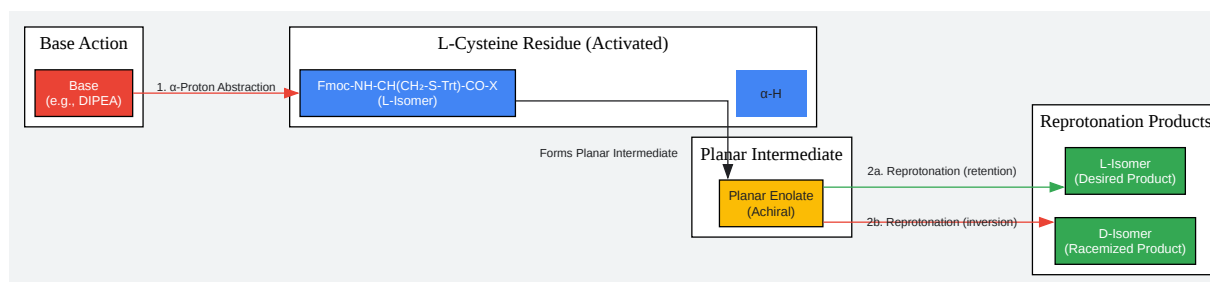 Base Action
Base
(e.g., DIPEA)
1. α-Proton Abstraction
L-Cysteine Residue (Activated)
Fmoc-NH-CH(CH₂-S-Trt)-CO-X
(L-Isomer)
α-H
Forms Planar Intermediate
Planar Intermediate
Planar Enolate
(Achiral)
2a. Reprotonation (retention)
2b. Reprotonation (inversion)
Reprotonation Products
L-Isomer
(Desired Product)
D-Isomer
(Racemized Product)